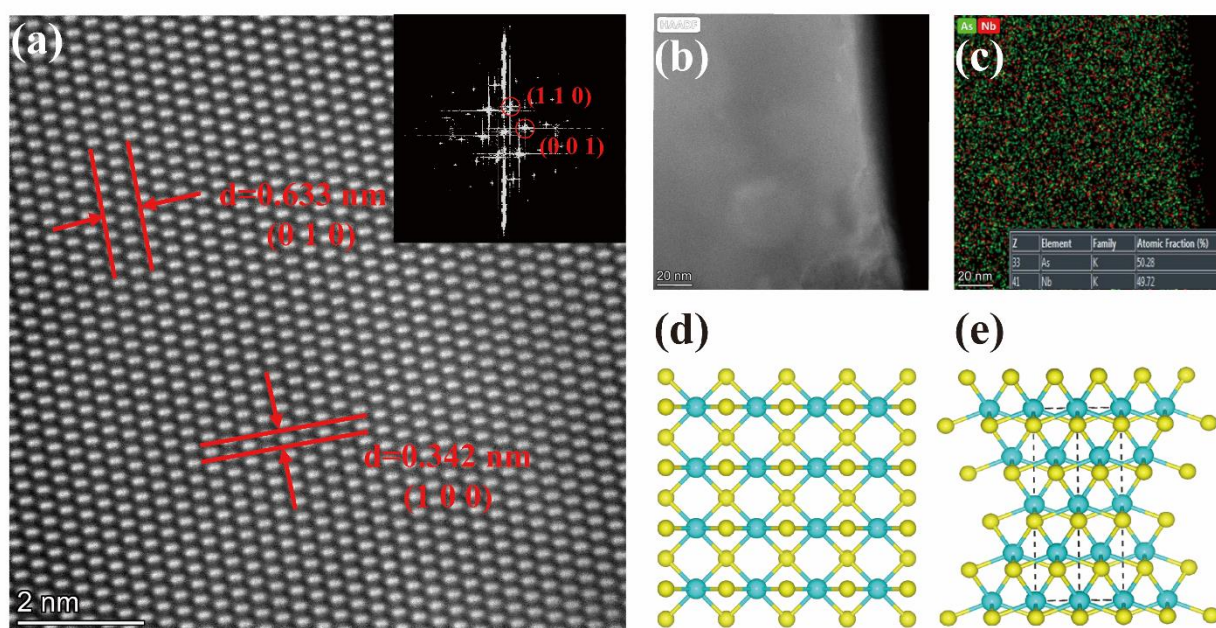 (a)
(1 1 0)
(0 0 1)
d=0.633 nm
(0 1 0)
d=0.342 nm
(1 0 0)
2 nm
HAADF
(b)
20 nm
As Nb
(c)
Z Element Family Atomic Fraction (%)
33 As K 50.28
41 Nb K 49.72
20 nm
(d)
(e)